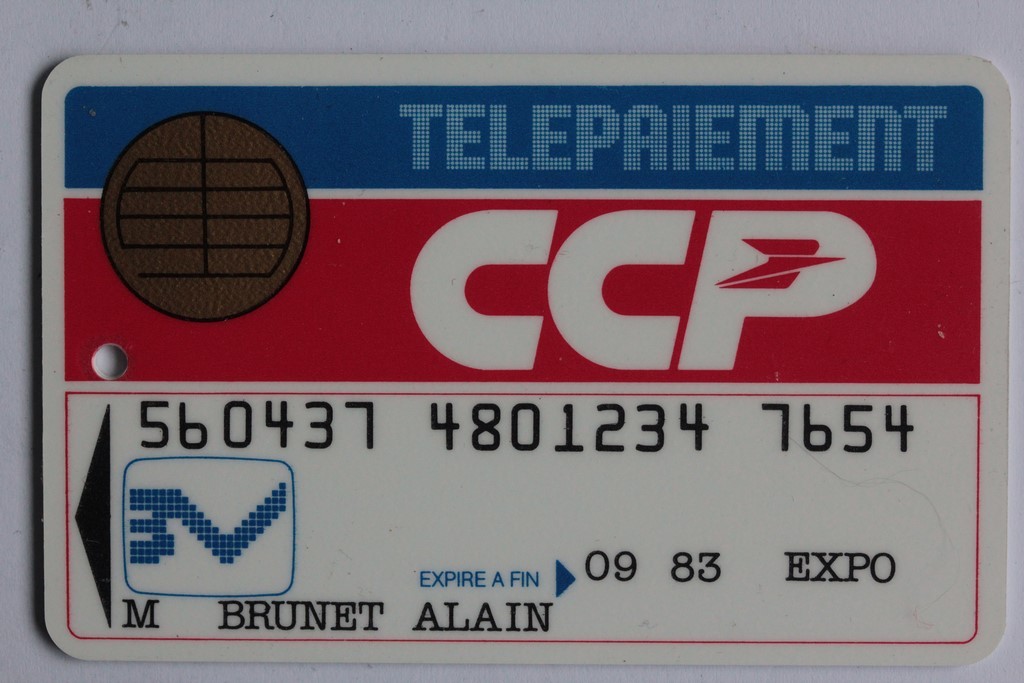 TELEPAIEMENT
CCP
560437 4801234 7654
EXPIRE A FIN 09 83 EXPO
M BRUNET ALAIN